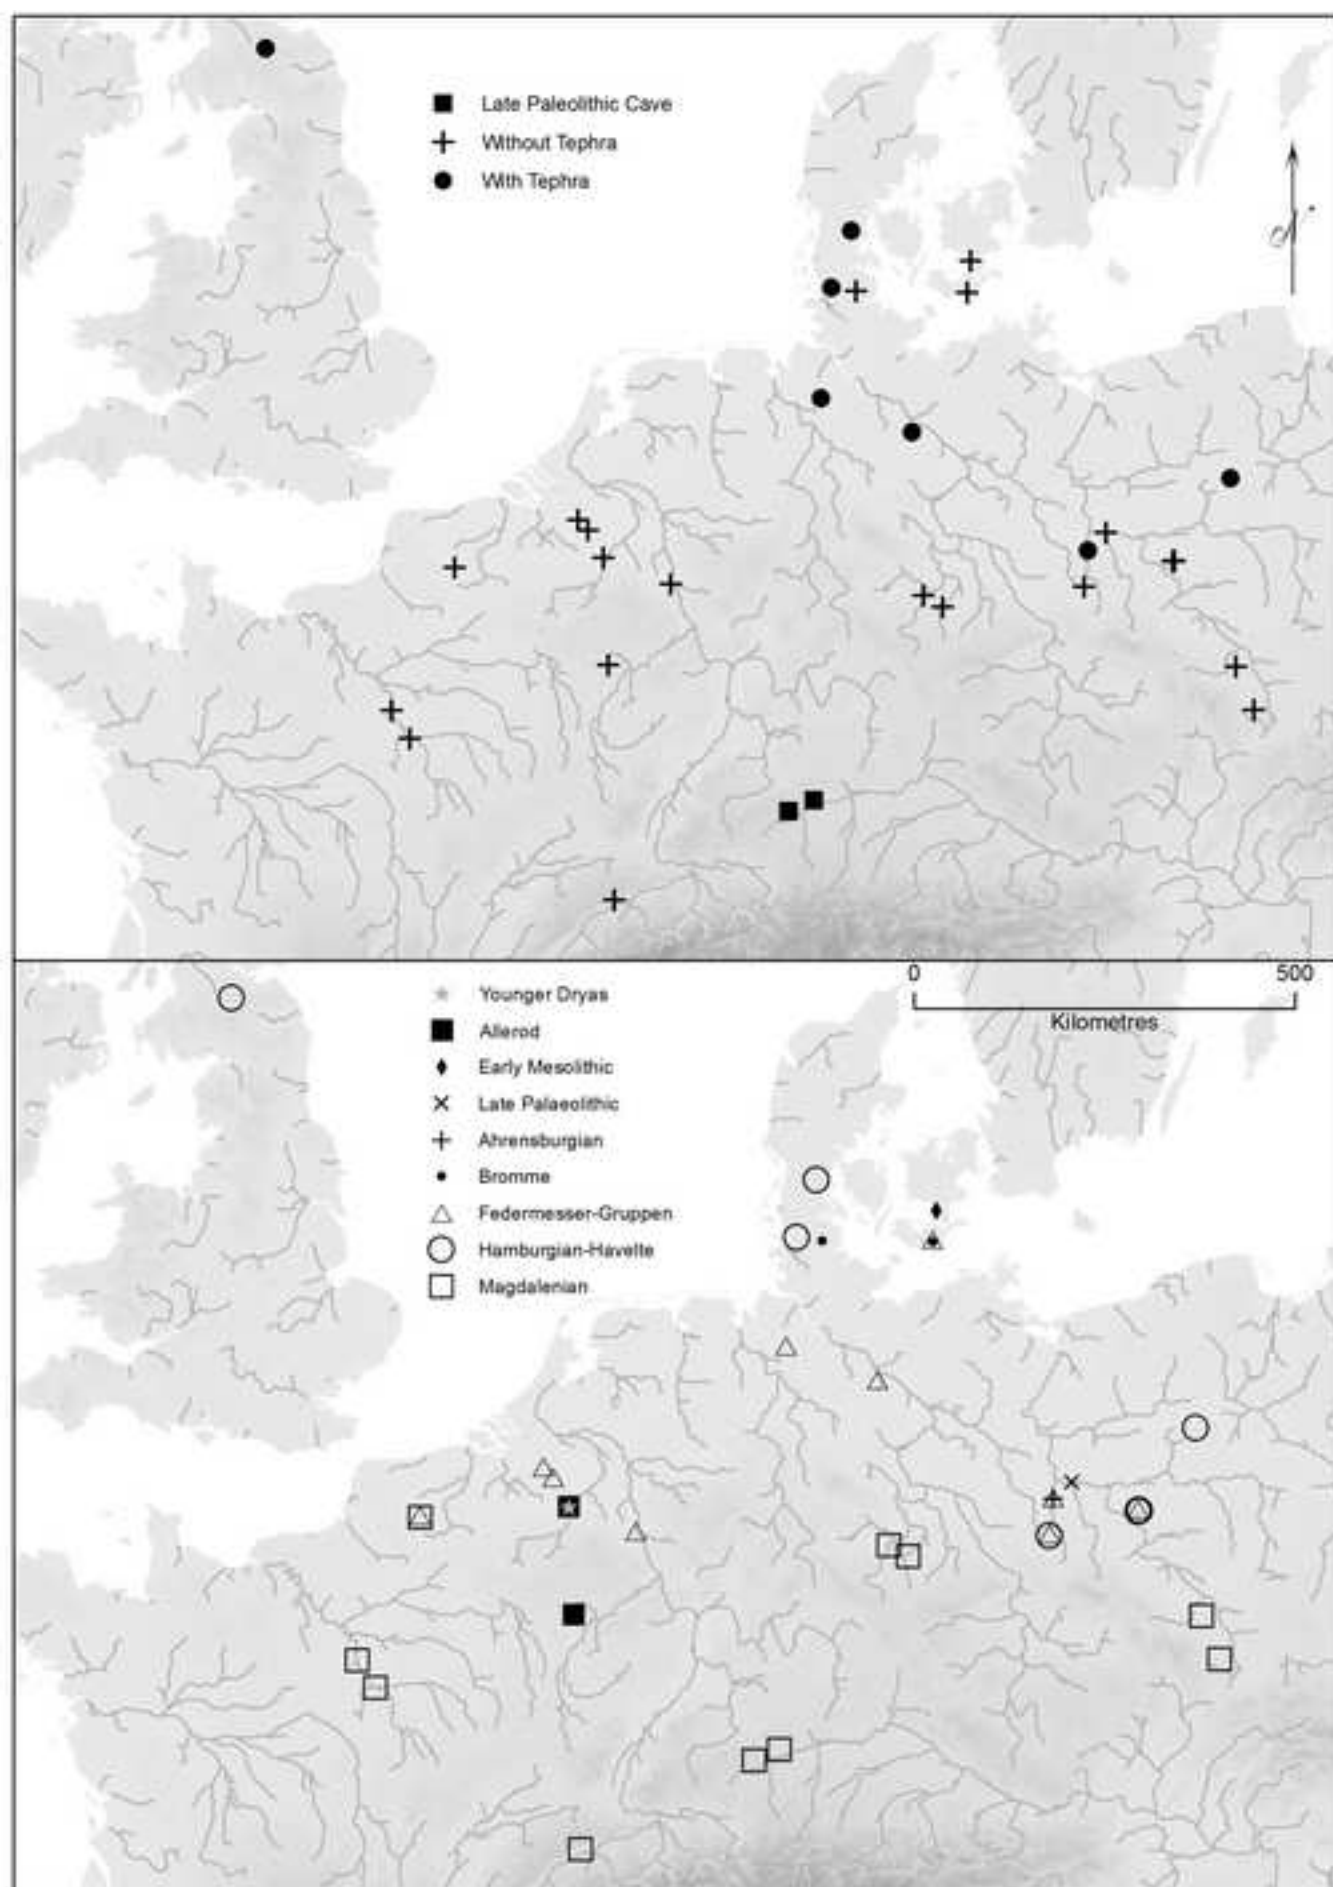 Late Paleolithic Cave
Without Tephra
With Tephra
N
0 500
Kilometres
Younger Dryas
Allerod
Early Mesolithic
Late Palaeolithic
Ahrensburgian
Bromme
Federmesser-Gruppen
Hamburgian-Havelte
Magdalenian